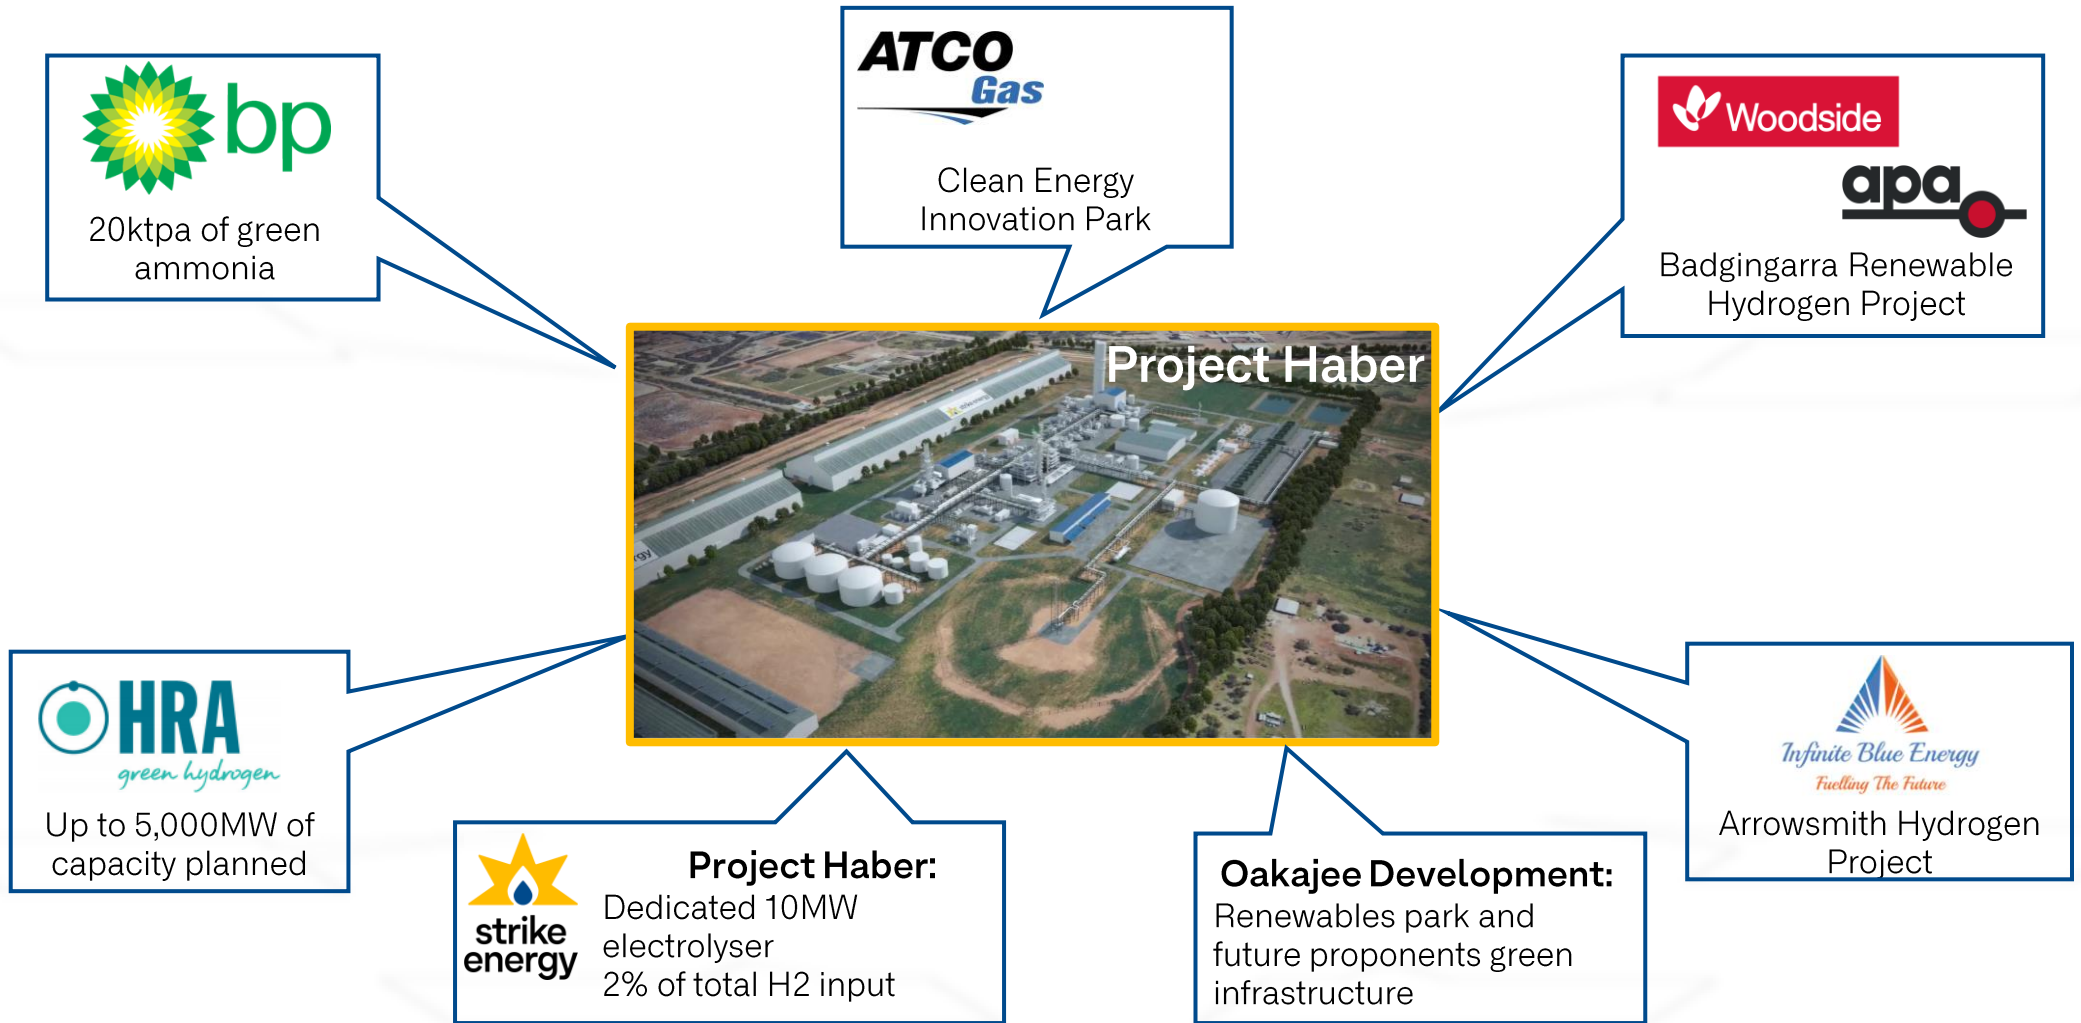 bp
20ktpa of green
ammonia
ATCO
Gas
Clean Energy
Innovation Park
Woodside
apa
Badgingarra Renewable
Hydrogen Project
Project Haber
strike energy
rgy
HRA
green hydrogen
Up to 5,000MW of
capacity planned
strike
energy
Project Haber:
Dedicated 10MW
electrolyser
2% of total H2 input
Oakajee Development:
Renewables park and
future proponents green
infrastructure
Infinite Blue Energy
Fuelling The Future
Arrowsmith Hydrogen
Project